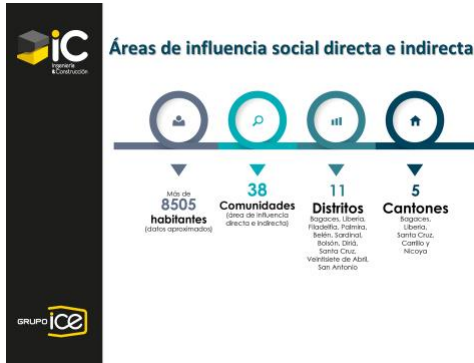 iC
Ingeniería
&Construcción
Áreas de influencia social directa e indirecta
Más de
8505
habitantes
(datos aproximados)
38
Comunidades
(área de influencia
directa e indirecta)
11
Distritos
Bagaces, Liberia,
Filadelfia, Palmira,
Belén, Sardinal,
Bolsón, Diriá,
Santa Cruz,
Veintisiete de Abril,
San Antonio
5
Cantones
Bagaces,
Liberia,
Santa Cruz,
Carrillo y
Nicoya
GRUPO ice